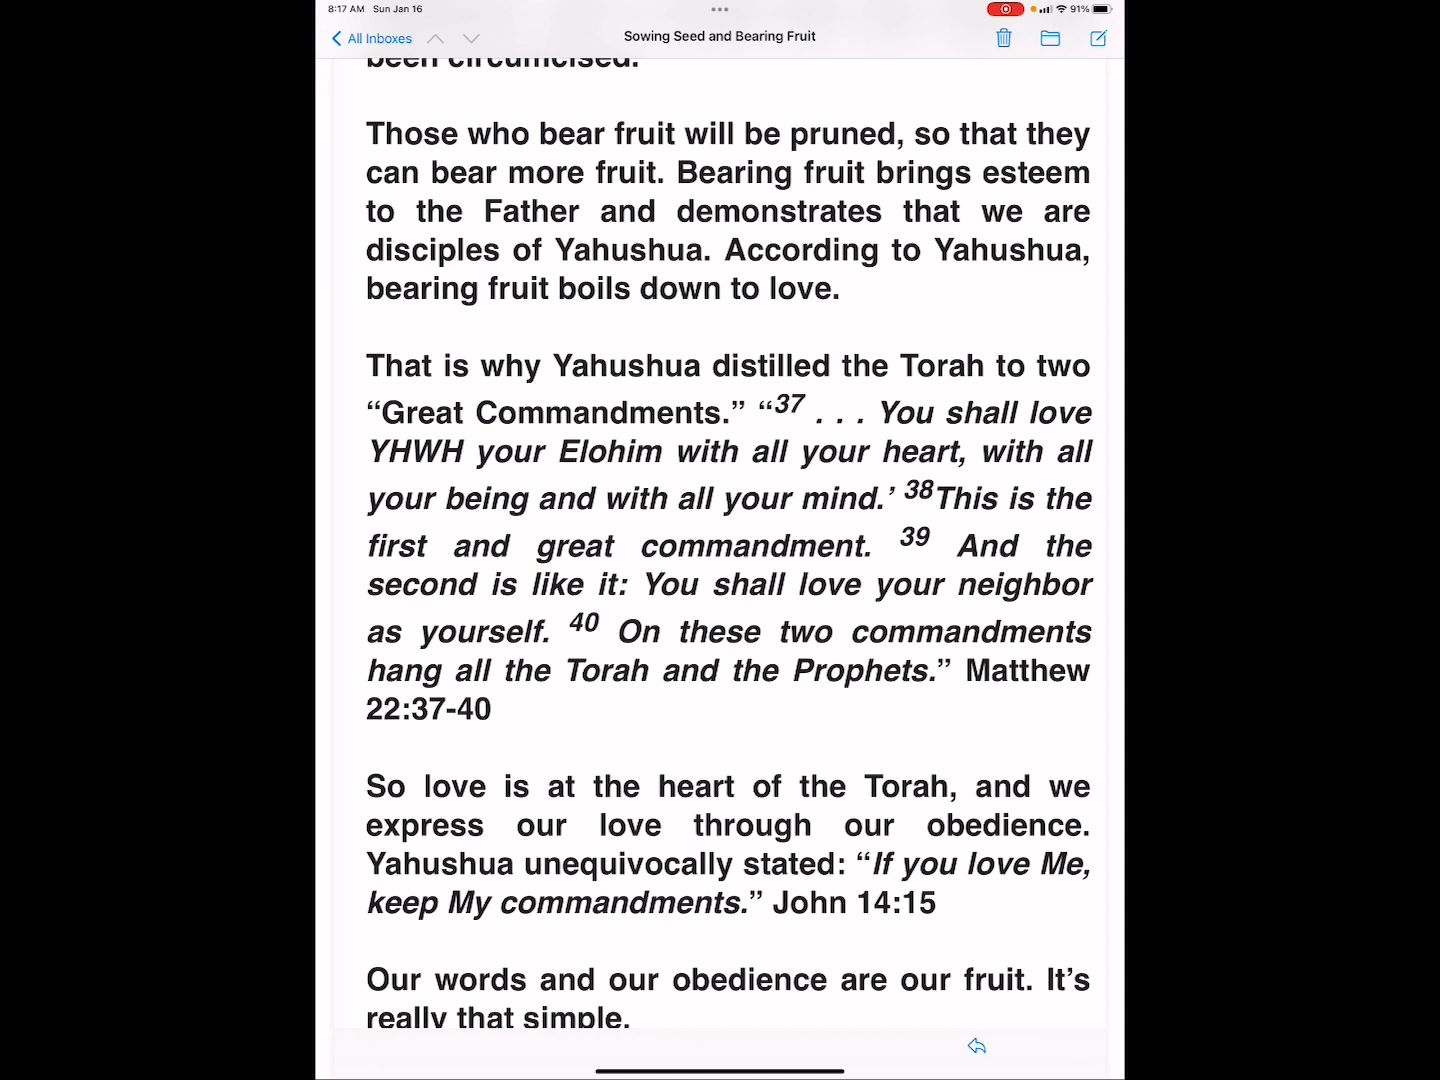 8:17 AM Sun Jan 16
91%
All Inboxes
Sowing Seed and Bearing Fruit
been circumcised.
Those who bear fruit will be pruned, so that they
can bear more fruit. Bearing fruit brings esteem
to the Father and demonstrates that we are
disciples of Yahushua. According to Yahushua,
bearing fruit boils down to love.
That is why Yahushua distilled the Torah to two
“Great Commandments.” “37 . . . You shall love
YHWH your Elohim with all your heart, with all
your being and with all your mind.’ 38This is the
first and great commandment. 39 And the
second is like it: You shall love your neighbor
as yourself. 40 On these two commandments
hang all the Torah and the Prophets.” Matthew
22:37-40
So love is at the heart of the Torah, and we
express our love through our obedience.
Yahushua unequivocally stated: “If you love Me,
keep My commandments.” John 14:15
Our words and our obedience are our fruit. It’s
really that simple.